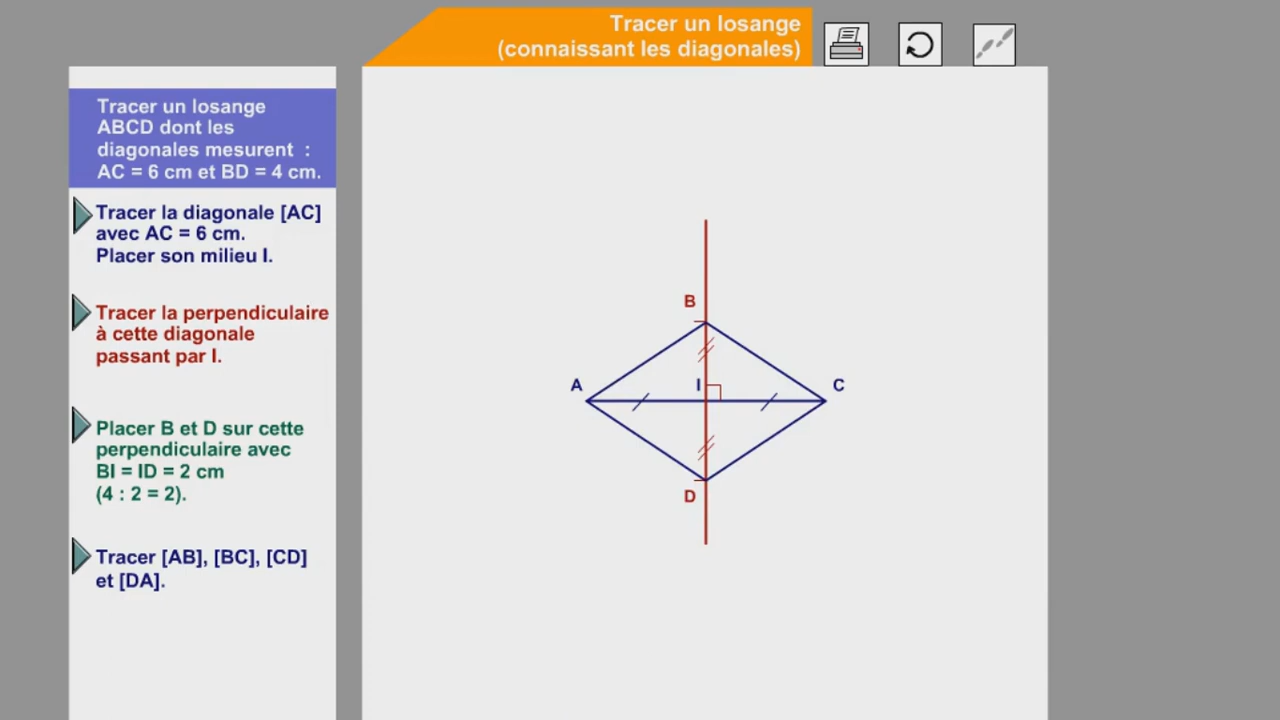 Tracer un losange
(connaissant les diagonales)
Tracer un losange
ABCD dont les
diagonales mesurent :
AC = 6 cm et BD = 4 cm.
Tracer la diagonale [AC]
avec AC = 6 cm.
Placer son milieu I.
Tracer la perpendiculaire
à cette diagonale
passant par I.
Placer B et D sur cette
perpendiculaire avec
BI = ID = 2 cm
(4 : 2 = 2).
Tracer [AB], [BC], [CD]
et [DA].
B
A
I
C
D